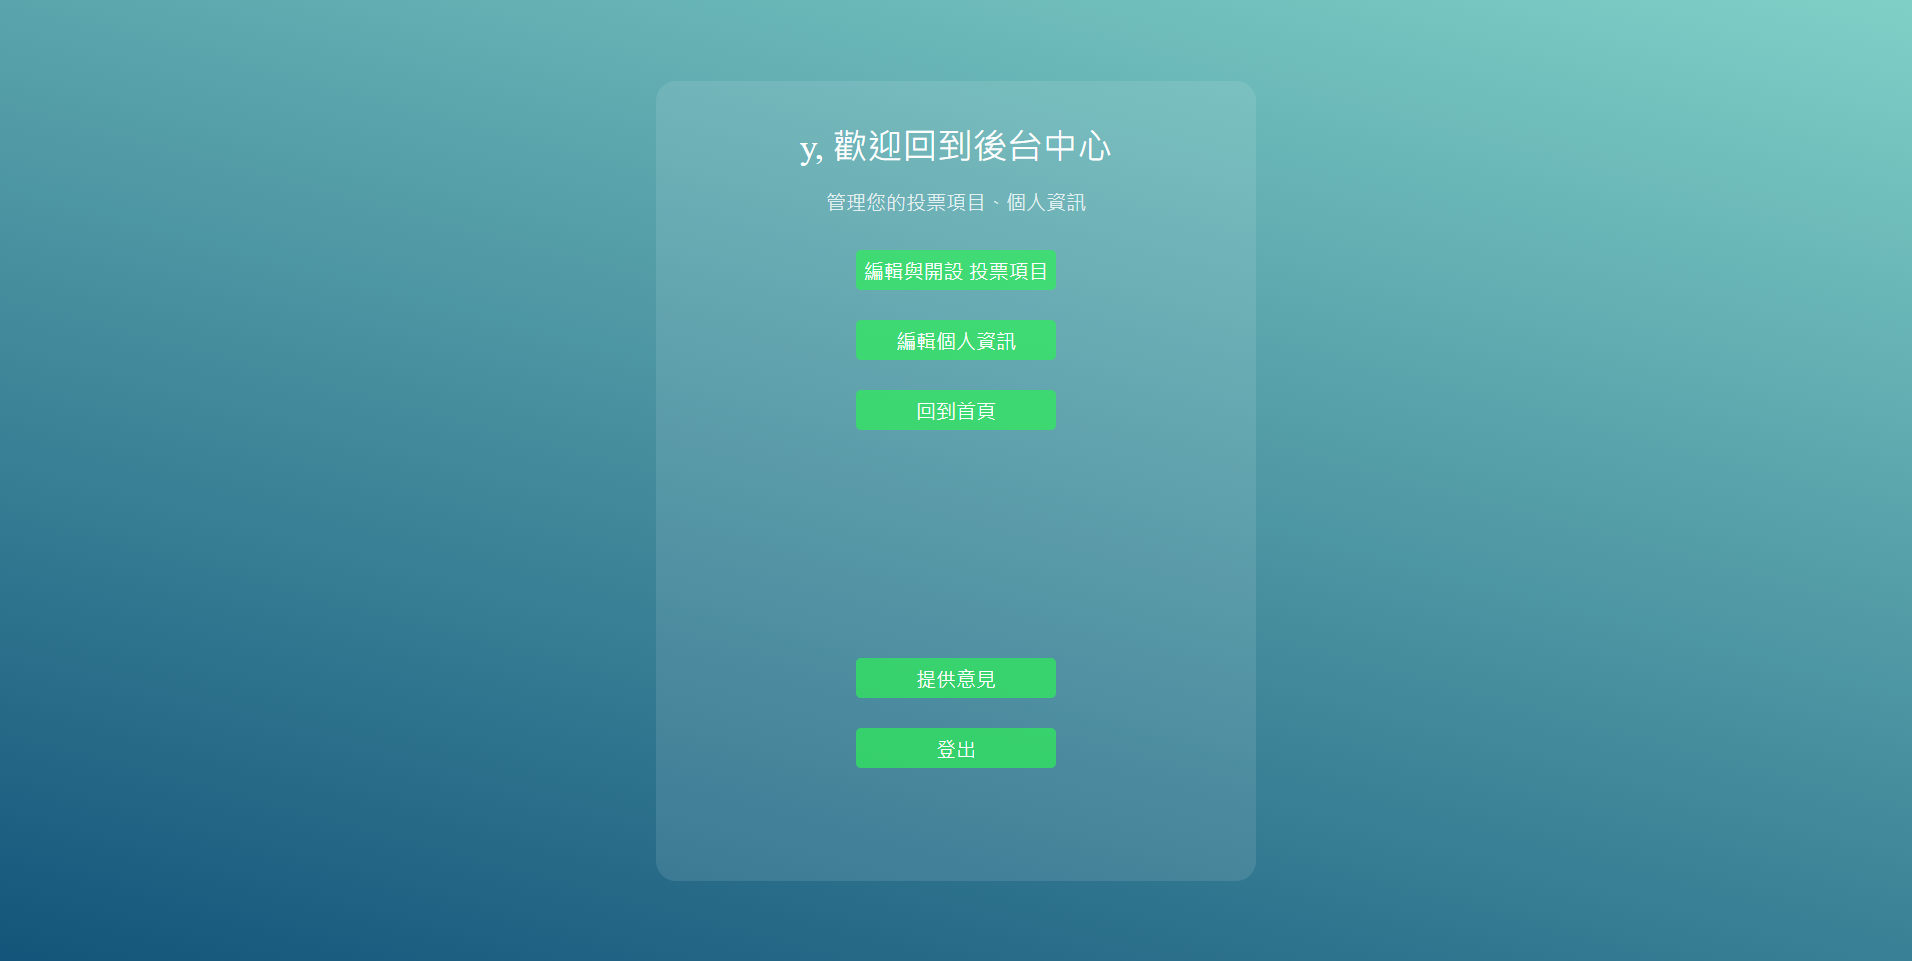 y, 歡迎回到後台中心
管理您的投票項目、個人資訊
編輯與開設 投票項目
編輯個人資訊
回到首頁
提供意見
登出